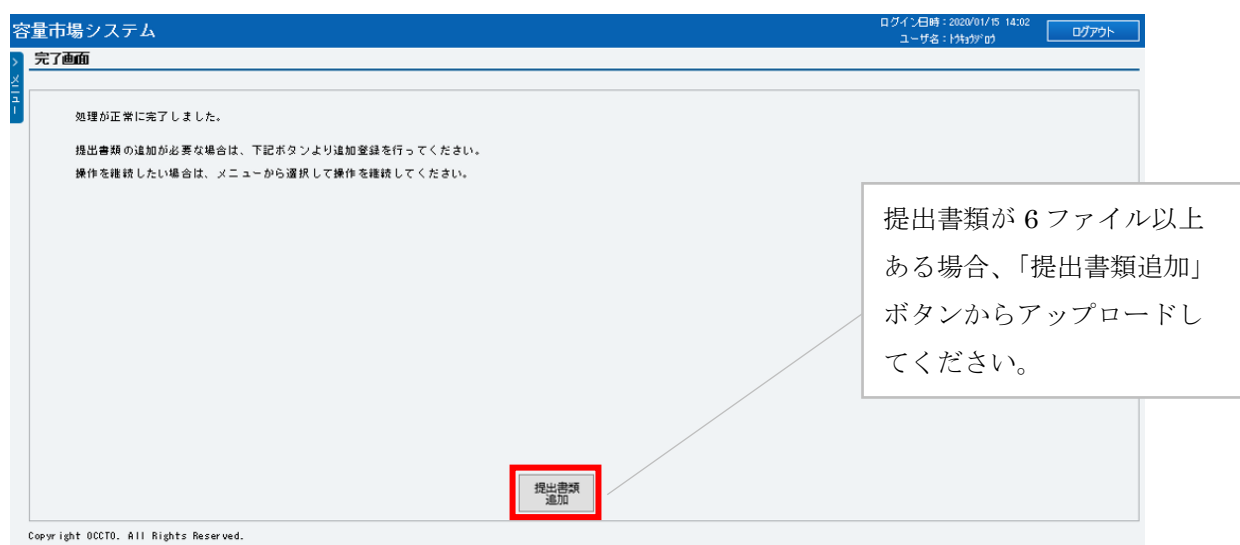 容量市場システム
ログイン日時：2020/01/15 14:02
ユーザ名：ﾄｳｷｮｳｼﾞﾛｳ
ログアウト
> メニュー
完了画面
処理が正常に完了しました。
提出書類の追加が必要な場合は、下記ボタンより追加登録を行ってください。
操作を継続したい場合は、メニューから選択して操作を継続してください。
提出書類が 6 ファイル以上
ある場合、「提出書類追加」
ボタンからアップロードし
てください。
提出書類
追加
Copyright OCCTO. All Rights Reserved.